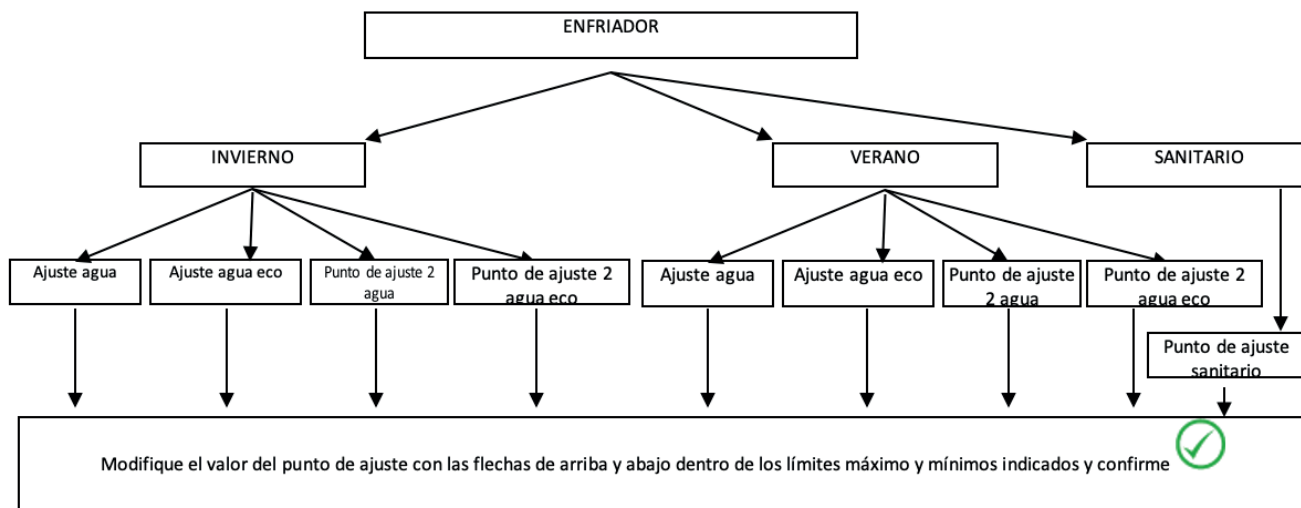 ENFRIADOR
INVIERNO
VERANO
SANITARIO
Ajuste agua
Ajuste agua eco
Punto de ajuste 2
agua
Punto de ajuste 2
agua eco
Ajuste agua
Ajuste agua eco
Punto de ajuste
2 agua
Punto de ajuste 2
agua eco
Punto de ajuste
sanitario
Modifique el valor del punto de ajuste con las flechas de arriba y abajo dentro de los límites máximo y mínimos indicados y confirme